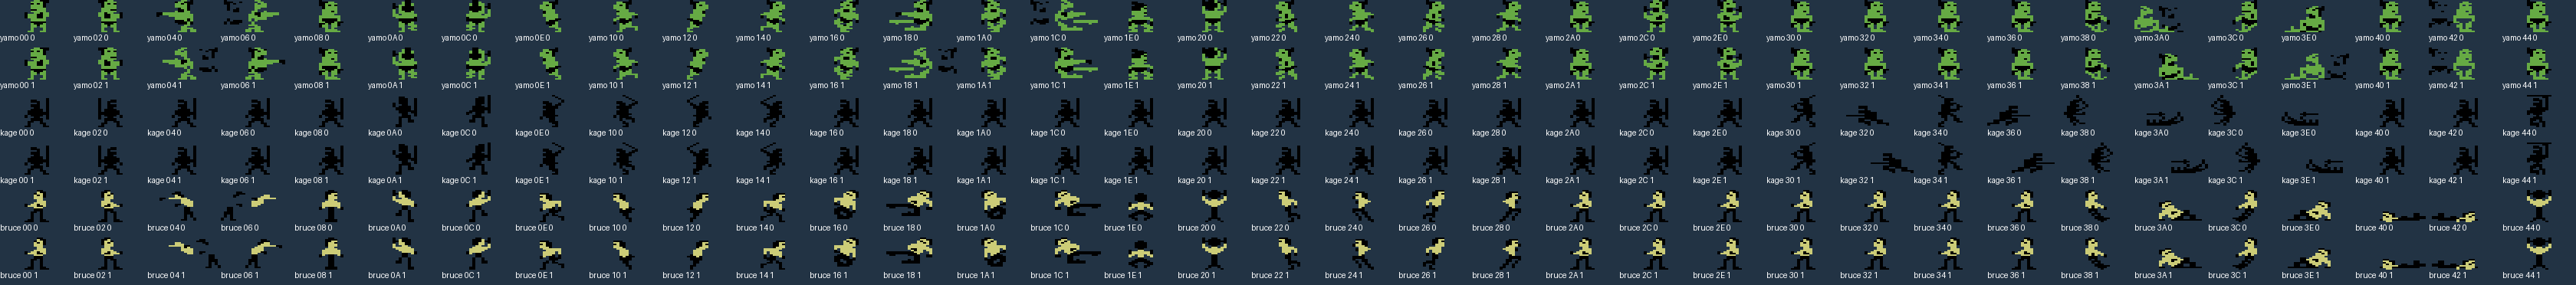 yamo 00 0 yamo 02 0 yamo 04 0 yamo 06 0 yamo 08 0 yamo 0A 0 yamo 0C 0 yamo 0E 0 yamo 10 0 yamo 12 0 yamo 14 0 yamo 16 0 yamo 18 0 yamo 1A 0 yamo 1C 0 yamo 1E 0 yamo 20 0 yamo 22 0 yamo 24 0 yamo 26 0 yamo 28 0 yamo 2A 0 yamo 2C 0 yamo 2E 0 yamo 30 0 yamo 32 0 yamo 34 0 yamo 36 0 yamo 38 0 yamo 3A 0 yamo 3C 0 yamo 3E 0 yamo 40 0 yamo 42 0 yamo 44 0
yamo 00 1 yamo 02 1 yamo 04 1 yamo 06 1 yamo 08 1 yamo 0A 1 yamo 0C 1 yamo 0E 1 yamo 10 1 yamo 12 1 yamo 14 1 yamo 16 1 yamo 18 1 yamo 1A 1 yamo 1C 1 yamo 1E 1 yamo 20 1 yamo 22 1 yamo 24 1 yamo 26 1 yamo 28 1 yamo 2A 1 yamo 2C 1 yamo 2E 1 yamo 30 1 yamo 32 1 yamo 34 1 yamo 36 1 yamo 38 1 yamo 3A 1 yamo 3C 1 yamo 3E 1 yamo 40 1 yamo 42 1 yamo 44 1
kage 00 0 kage 02 0 kage 04 0 kage 06 0 kage 08 0 kage 0A 0 kage 0C 0 kage 0E 0 kage 10 0 kage 12 0 kage 14 0 kage 16 0 kage 18 0 kage 1A 0 kage 1C 0 kage 1E 0 kage 20 0 kage 22 0 kage 24 0 kage 26 0 kage 28 0 kage 2A 0 kage 2C 0 kage 2E 0 kage 30 0 kage 32 0 kage 34 0 kage 36 0 kage 38 0 kage 3A 0 kage 3C 0 kage 3E 0 kage 40 0 kage 42 0 kage 44 0
kage 00 1 kage 02 1 kage 04 1 kage 06 1 kage 08 1 kage 0A 1 kage 0C 1 kage 0E 1 kage 10 1 kage 12 1 kage 14 1 kage 16 1 kage 18 1 kage 1A 1 kage 1C 1 kage 1E 1 kage 20 1 kage 22 1 kage 24 1 kage 26 1 kage 28 1 kage 2A 1 kage 2C 1 kage 2E 1 kage 30 1 kage 32 1 kage 34 1 kage 36 1 kage 38 1 kage 3A 1 kage 3C 1 kage 3E 1 kage 40 1 kage 42 1 kage 44 1
bruce 00 0 bruce 02 0 bruce 04 0 bruce 06 0 bruce 08 0 bruce 0A 0 bruce 0C 0 bruce 0E 0 bruce 10 0 bruce 12 0 bruce 14 0 bruce 16 0 bruce 18 0 bruce 1A 0 bruce 1C 0 bruce 1E 0 bruce 20 0 bruce 22 0 bruce 24 0 bruce 26 0 bruce 28 0 bruce 2A 0 bruce 2C 0 bruce 2E 0 bruce 30 0 bruce 32 0 bruce 34 0 bruce 36 0 bruce 38 0 bruce 3A 0 bruce 3C 0 bruce 3E 0 bruce 40 0 bruce 42 0 bruce 44 0
bruce 00 1 bruce 02 1 bruce 04 1 bruce 06 1 bruce 08 1 bruce 0A 1 bruce 0C 1 bruce 0E 1 bruce 10 1 bruce 12 1 bruce 14 1 bruce 16 1 bruce 18 1 bruce 1A 1 bruce 1C 1 bruce 1E 1 bruce 20 1 bruce 22 1 bruce 24 1 bruce 26 1 bruce 28 1 bruce 2A 1 bruce 2C 1 bruce 2E 1 bruce 30 1 bruce 32 1 bruce 34 1 bruce 36 1 bruce 38 1 bruce 3A 1 bruce 3C 1 bruce 3E 1 bruce 40 1 bruce 42 1 bruce 44 1